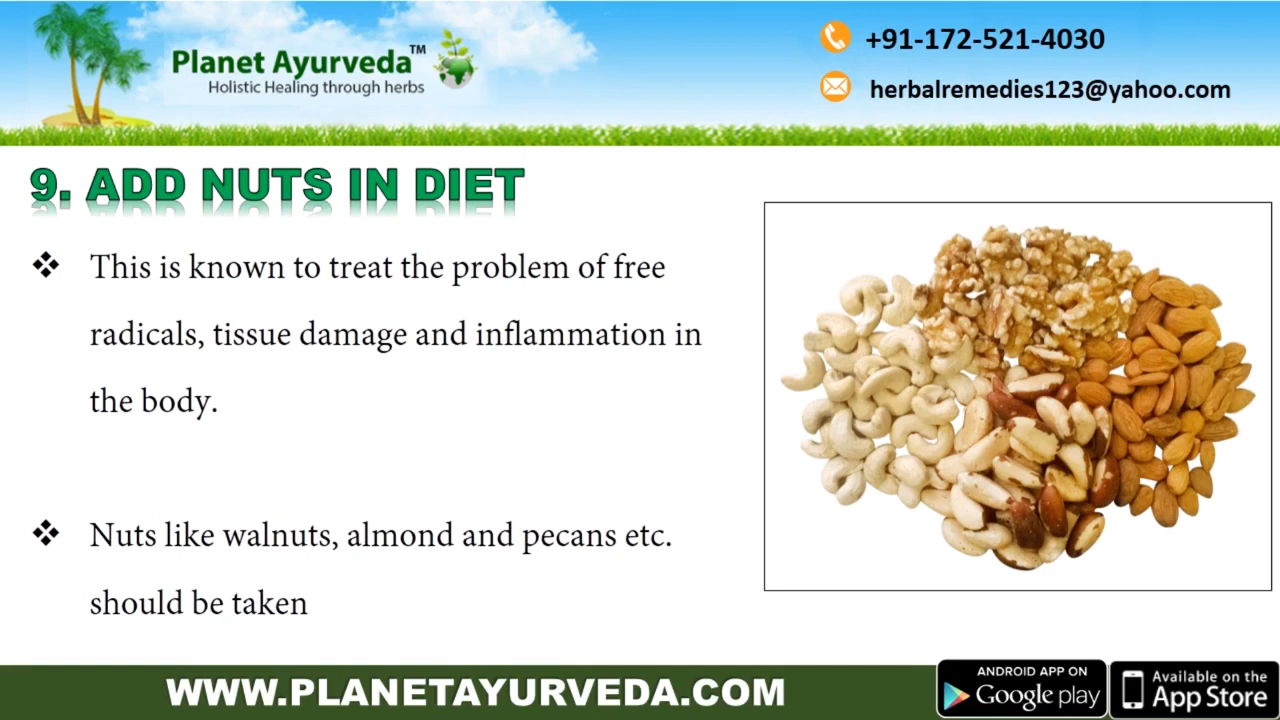 Planet Ayurveda™
Holistic Healing through herbs
+91-172-521-4030
herbalremedies123@yahoo.com
9. ADD NUTS IN DIET
❖ This is known to treat the problem of free
radicals, tissue damage and inflammation in
the body.
❖ Nuts like walnuts, almond and pecans etc.
should be taken
WWW.PLANETAYURVEDA.COM
ANDROID APP ON
Google play
Available on the
App Store